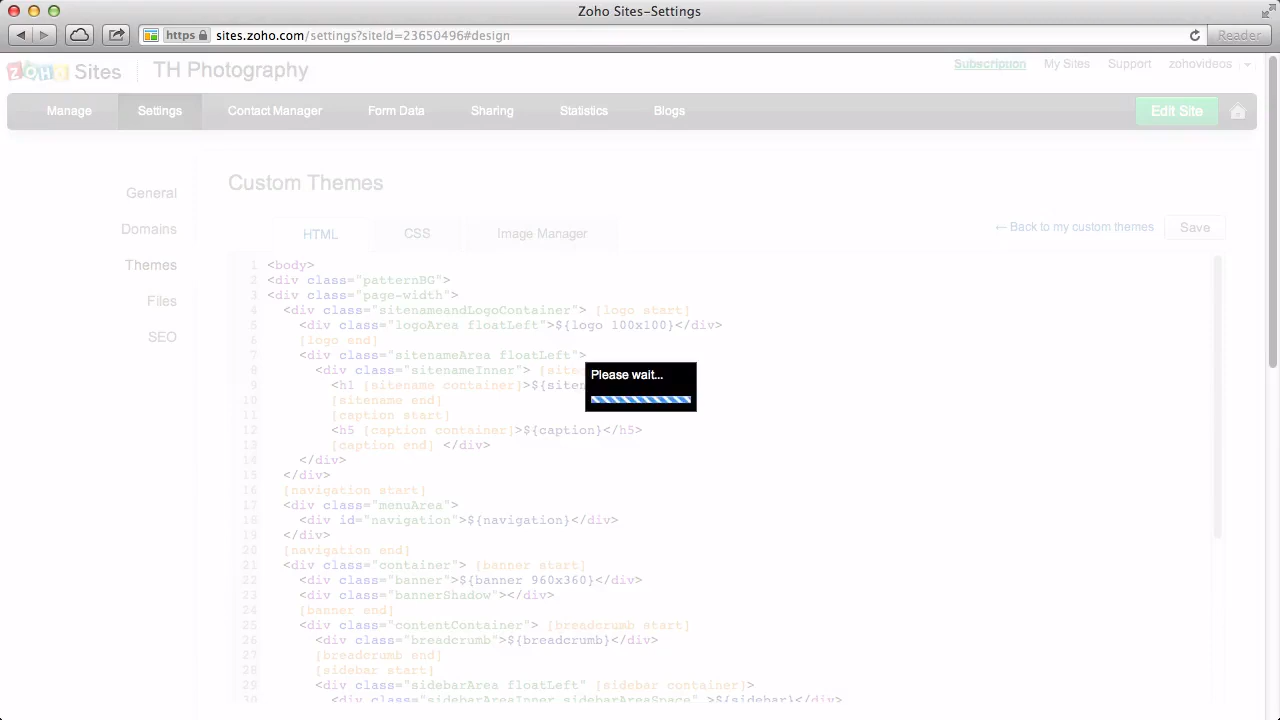 Zoho Sites-Settings
https sites.zoho.com/settings?siteId=23650496#design Reader
ZOHO Sites TH Photography Subscription My Sites Support zohovideos
Manage Settings Contact Manager Form Data Sharing Statistics Blogs Edit Site
General
Domains
Themes
Files
SEO
Custom Themes
HTML CSS Image Manager ← Back to my custom themes Save
1 <body>
2 <div class="patternBG">
3 <div class="page-width">
4 <div class="sitenameandLogoContainer"> [logo start]
5 <div class="logoArea floatLeft">${logo 100x100}</div>
6 [logo end]
7 <div class="sitenameArea floatLeft">
8 <div class="sitenameInner">
9 <h1 [sitename container]>
10 [sitename end]
11 [caption start]
12 <h5 [caption container]>${caption}</h5>
13 [caption end] </div>
14 </div>
15 </div>
16 [navigation start]
17 <div class="menuArea">
18 <div id="navigation">${navigation}</div>
19 </div>
20 [navigation end]
21 <div class="container"> [banner start]
22 <div class="banner">${banner 960x360}</div>
23 <div class="bannerShadow"></div>
24 [banner end]
25 <div class="contentContainer"> [breadcrumb start]
26 <div class="breadcrumb">${breadcrumb}</div>
27 [breadcrumb end]
28 [sidebar start]
29 <div class="sidebarArea floatLeft" [sidebar container]>
30 <div class="sidebarAreaInner sidebarAreaSpace" >${sidebar}</div>
Please wait...